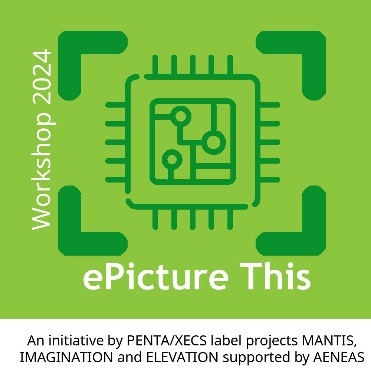 Workshop 2024
ePicture This
An initiative by PENTA/XECS label projects MANTIS,
IMAGINATION and ELEVATION supported by AENEAS